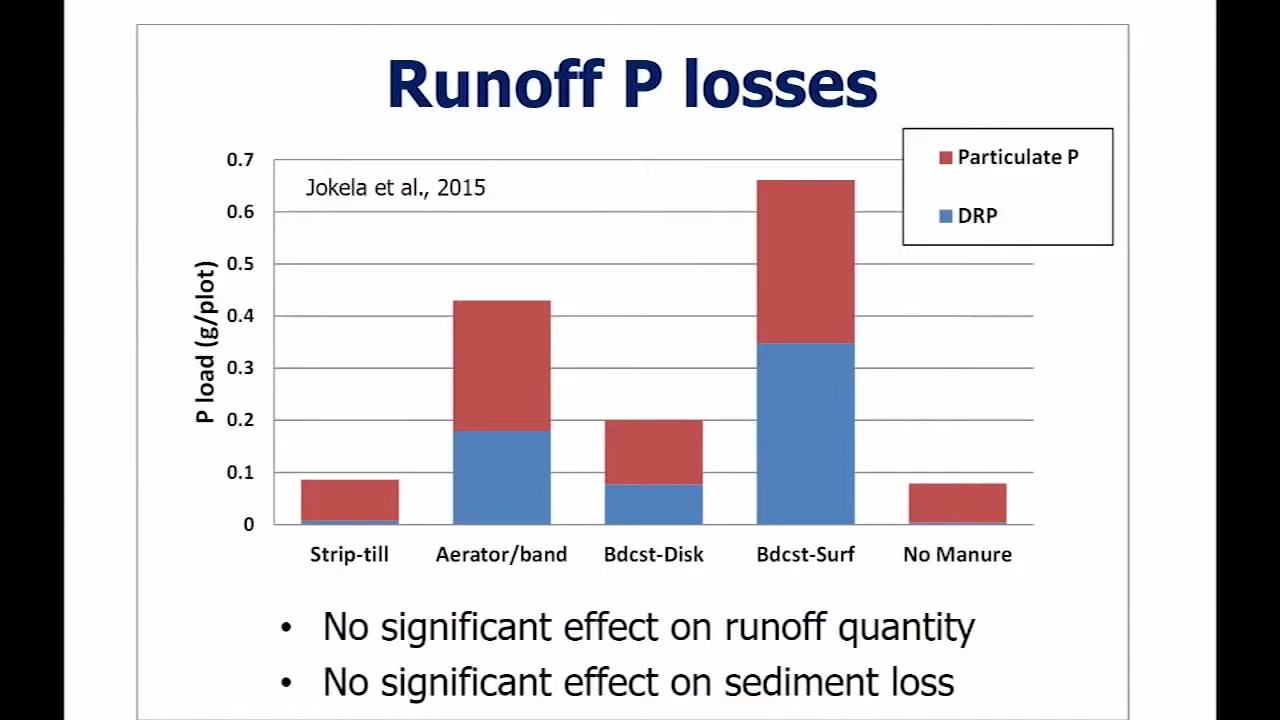 Runoff P losses
Particulate P
DRP
Jokela et al., 2015
P load (g/plot)
0.7
0.6
0.5
0.4
0.3
0.2
0.1
0
Strip-till Aerator/band Bdcst-Disk Bdcst-Surf No Manure
• No significant effect on runoff quantity
• No significant effect on sediment loss